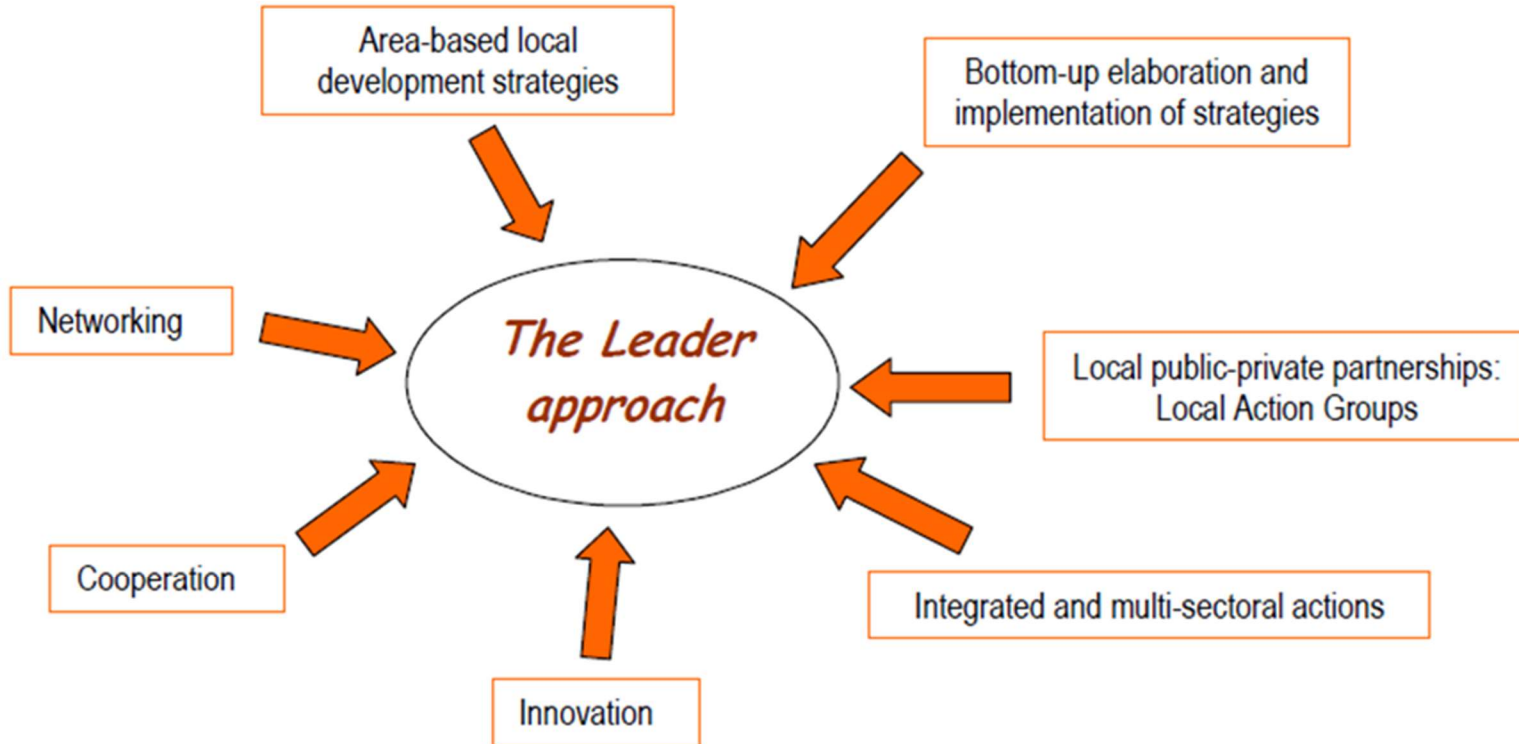 Area-based local
development strategies
Bottom-up elaboration and
implementation of strategies
Networking
The Leader
approach
Local public-private partnerships:
Local Action Groups
Cooperation
Integrated and multi-sectoral actions
Innovation